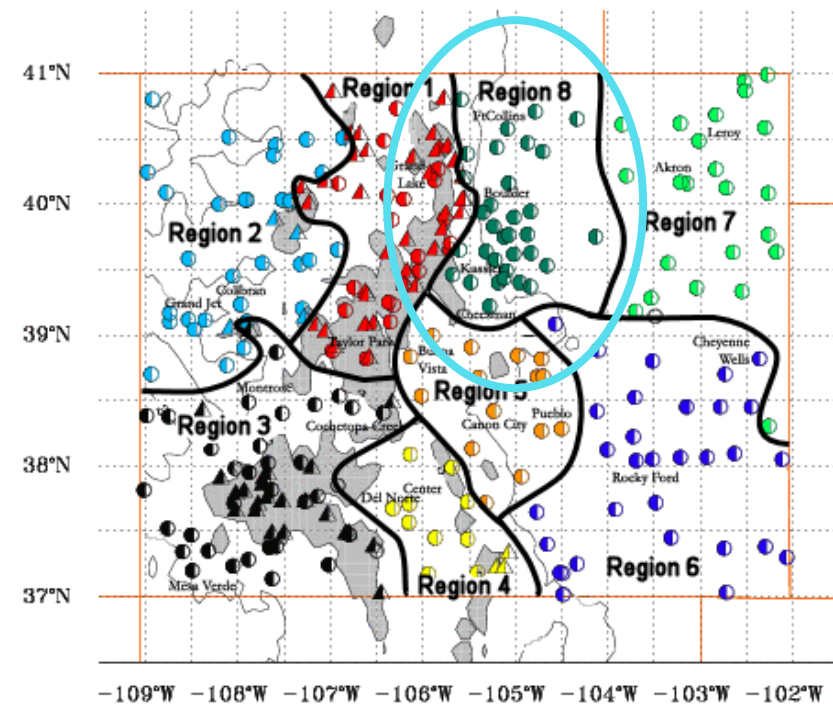 41°N
Region 1
Region 8
FtCollins
Leroy
Grand
Lake
Akron
Boulder
40°N
Region 2
Region 7
Collbran
Kassler
Grand Jct
Cheesman
39°N
Taylor Park
Buena
Vista
Cheyenne
Wells
Montrose
Region 5
Region 3
Cochetopa Creek
Canon City
Pueblo
38°N
Del Norte
Center
Rocky Ford
Mesa Verde
Region 4
Region 6
37°N
-109°W -108°W -107°W -106°W -105°W -104°W -103°W -102°W